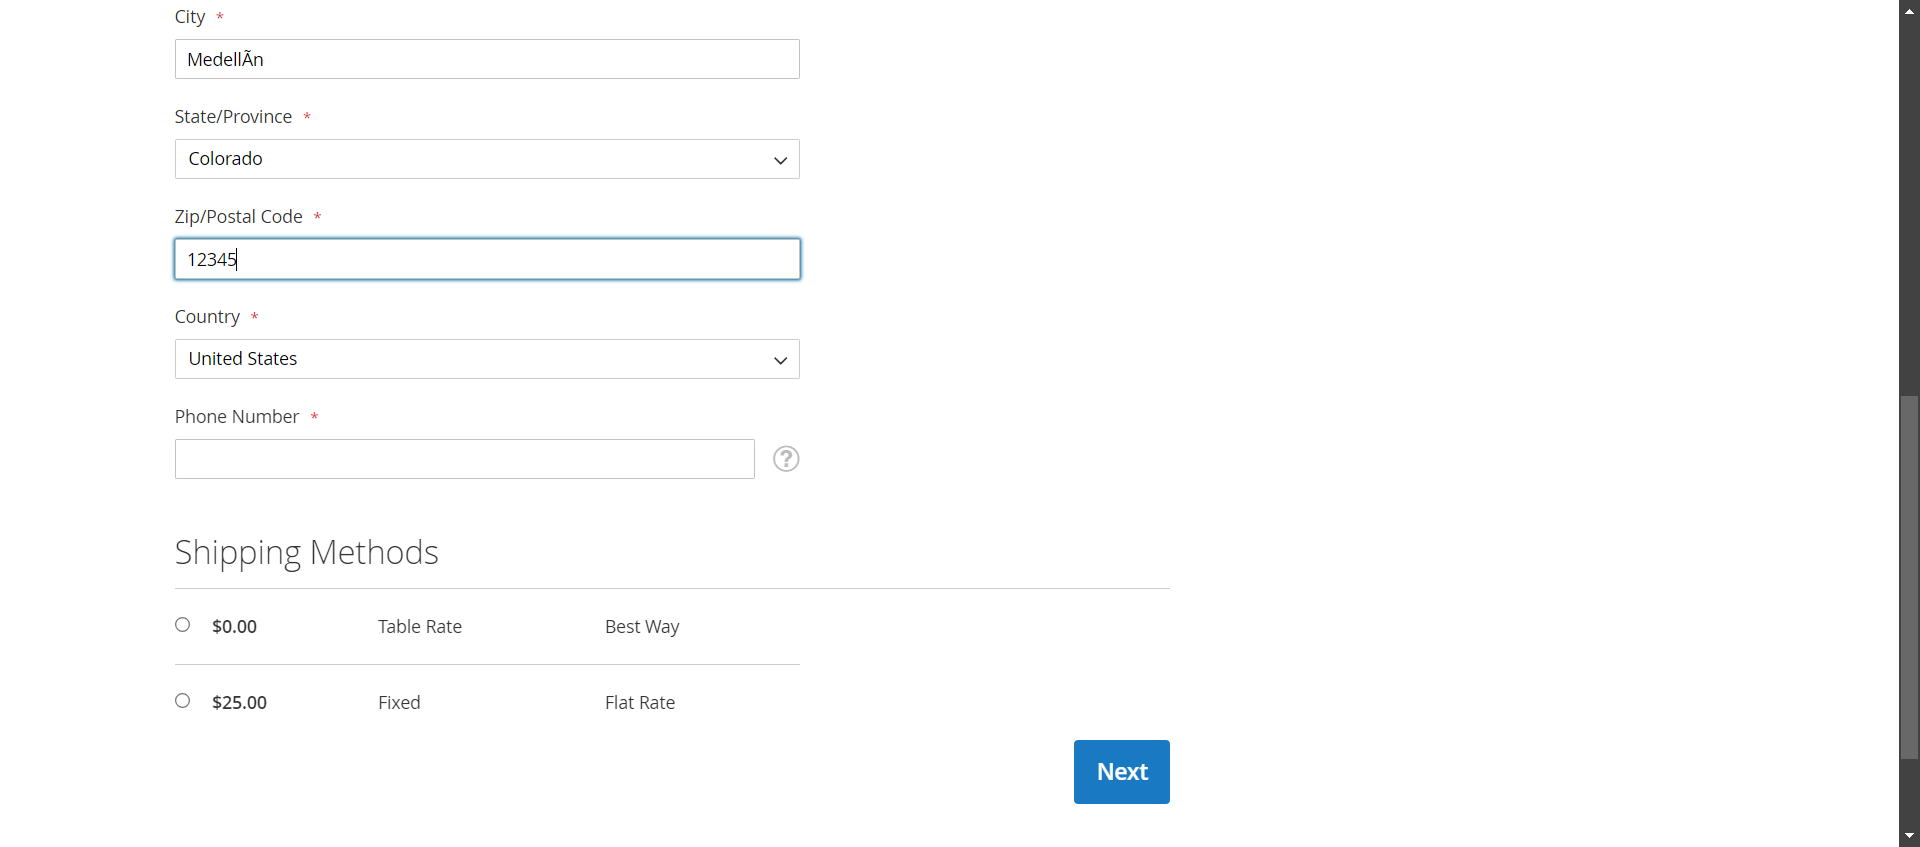 City *
MedellÃn
State/Province *
Colorado
Zip/Postal Code *
12345
Country *
United States
Phone Number *
?
Shipping Methods
$0.00 Table Rate Best Way
$25.00 Fixed Flat Rate
Next